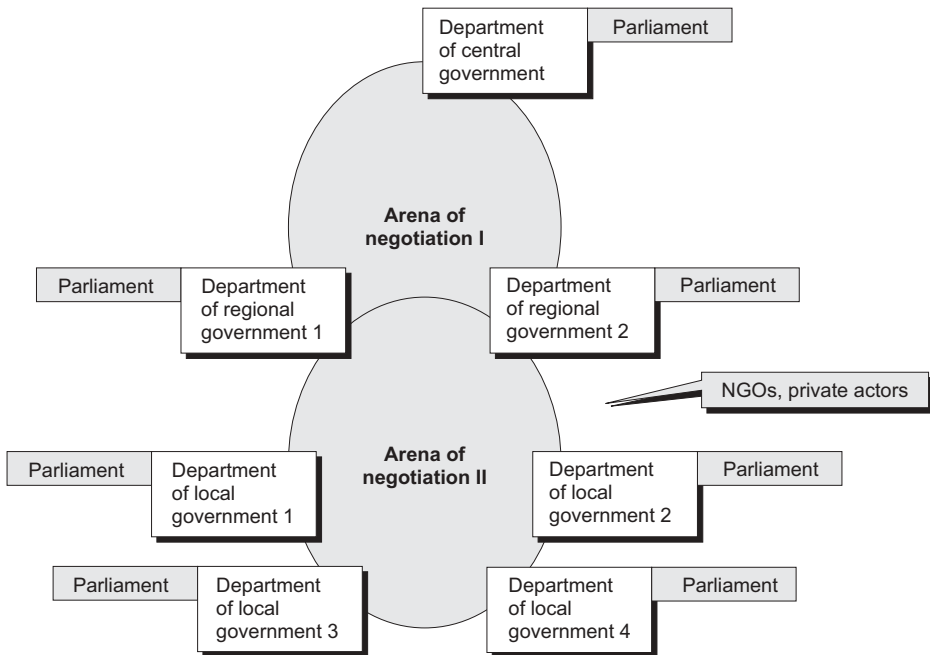 Department
of central
government
Parliament
Arena of
negotiation I
Parliament
Department
of regional
government 1
Department
of regional
government 2
Parliament
NGOs, private actors
Arena of
negotiation II
Parliament
Department
of local
government 1
Department
of local
government 2
Parliament
Parliament
Department
of local
government 3
Department
of local
government 4
Parliament